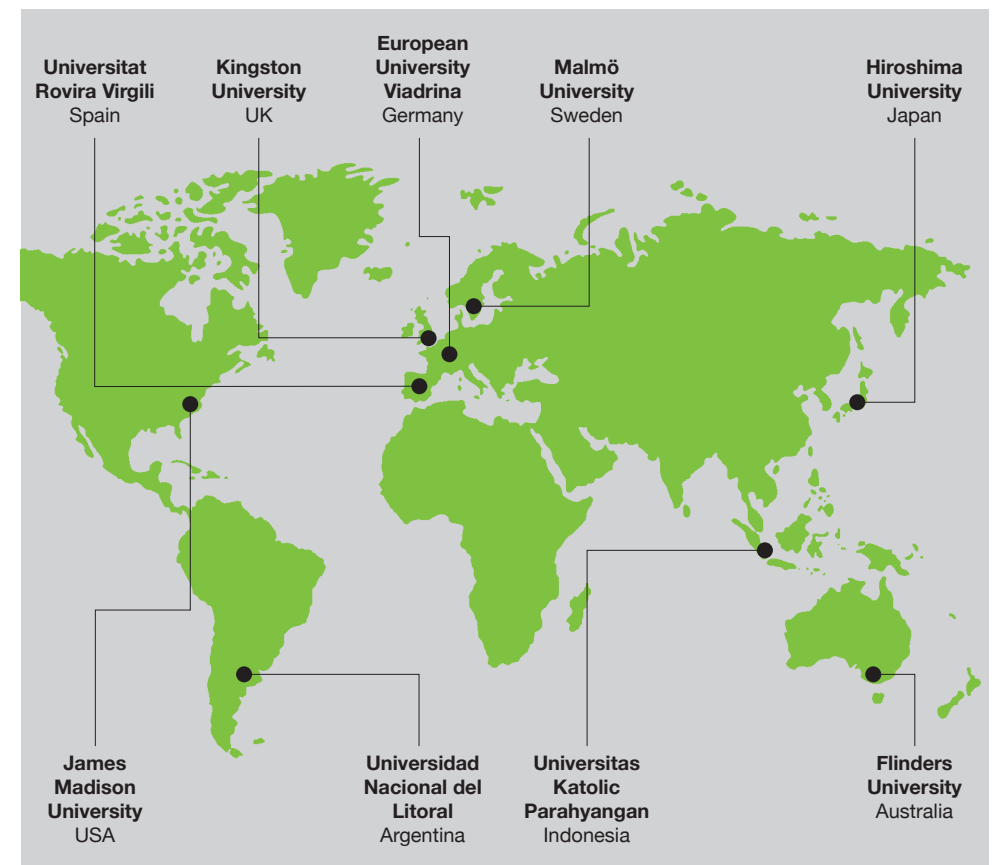 Universitat
Rovira Virgili
Spain
Kingston
University
UK
European
University
Viadrina
Germany
Malmö
University
Sweden
Hiroshima
University
Japan
James
Madison
University
USA
Universidad
Nacional del
Litoral
Argentina
Universitas
Katolic
Parahyangan
Indonesia
Flinders
University
Australia